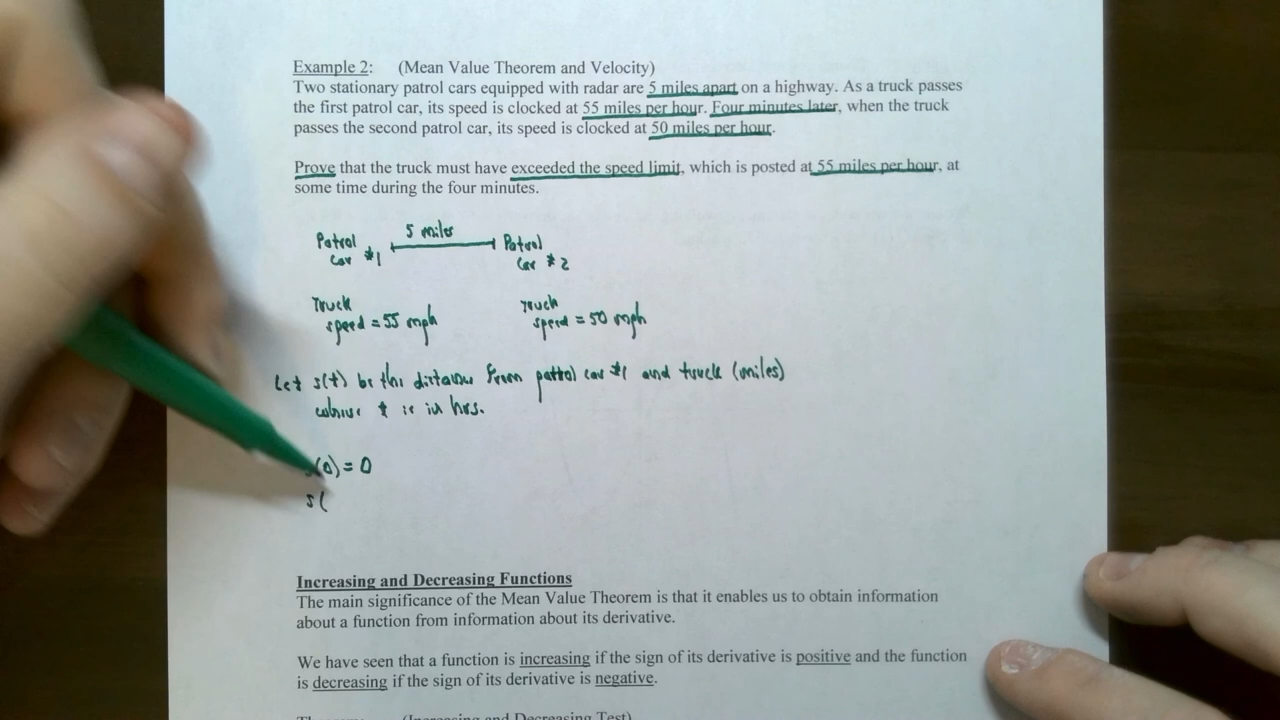 Example 2: (Mean Value Theorem and Velocity)
Two stationary patrol cars equipped with radar are 5 miles apart on a highway. As a truck passes
the first patrol car, its speed is clocked at 55 miles per hour. Four minutes later, when the truck
passes the second patrol car, its speed is clocked at 50 miles per hour.
Prove that the truck must have exceeded the speed limit, which is posted at 55 miles per hour, at
some time during the four minutes.
5 miles
Patrol Patrol
car #1 car #2
Truck Truck
speed = 55 mph speed = 50 mph
Let s(t) be the distance from patrol car #1 and truck (miles)
where t is in hrs.
(0) = 0
s(
Increasing and Decreasing Functions
The main significance of the Mean Value Theorem is that it enables us to obtain information
about a function from information about its derivative.
We have seen that a function is increasing if the sign of its derivative is positive and the function
is decreasing if the sign of its derivative is negative.
(Increasing and Decreasing Test)